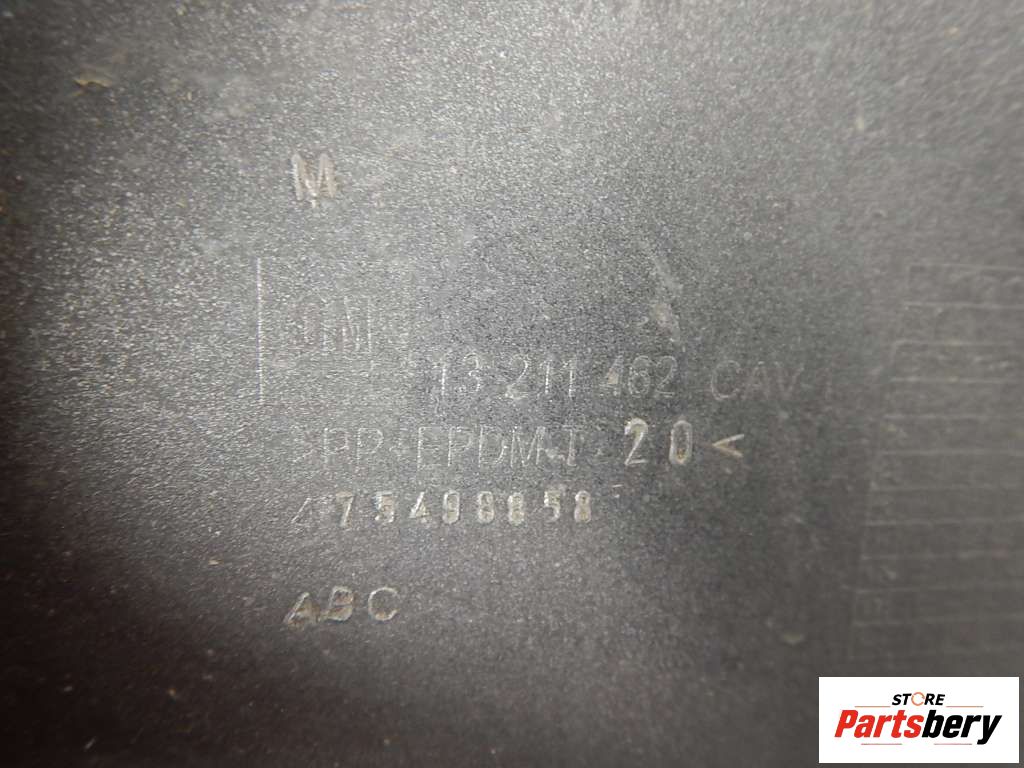 M
GM
13 211 462 CAV
>PP+EPDM-T 20<
475498858
ABC
STORE
Partsbery